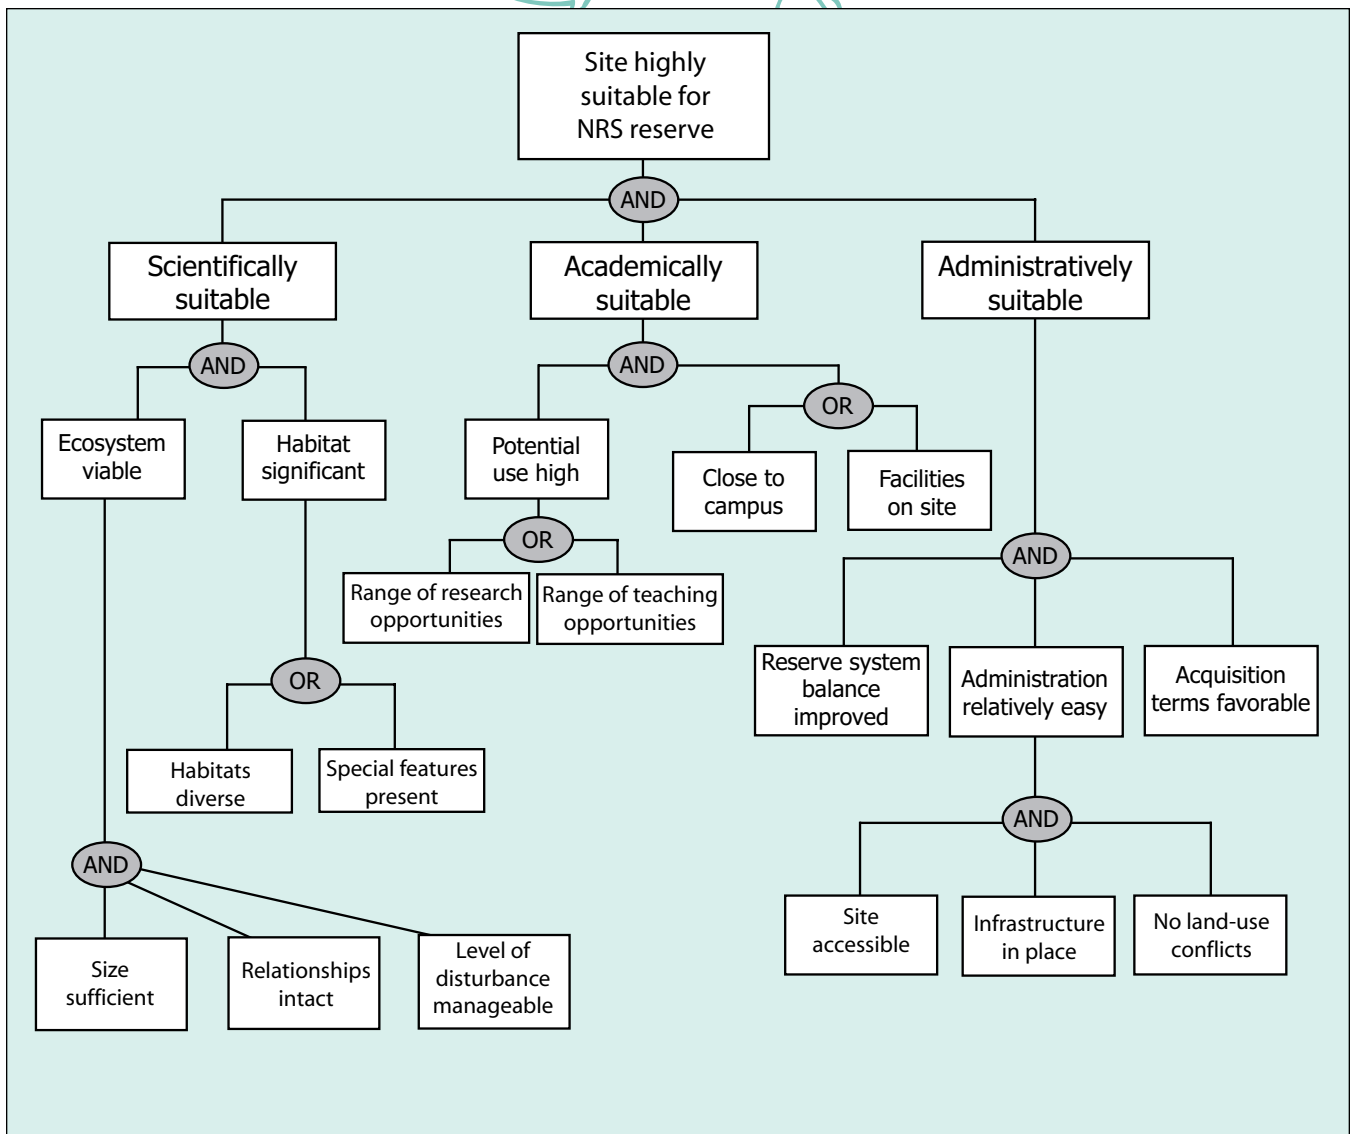 Site highly
suitable for
NRS reserve
AND
Scientifically
suitable
Academically
suitable
Administratively
suitable
AND
AND
OR
Ecosystem
viable
Habitat
significant
Potential
use high
Close to
campus
Facilities
on site
OR
AND
Range of research
opportunities
Range of teaching
opportunities
OR
Reserve system
balance
improved
Administration
relatively easy
Acquisition
terms favorable
Habitats
diverse
Special features
present
AND
AND
Site
accessible
Infrastructure
in place
No land-use
conflicts
Size
sufficient
Relationships
intact
Level of
disturbance
manageable